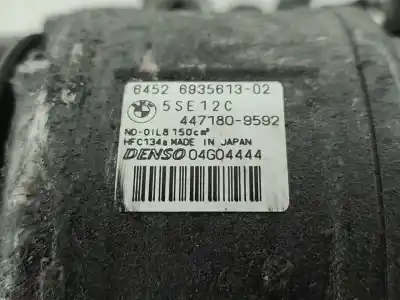 6452 6935613-02
5SE12C
447180-9592
ND-OIL8 150cm³
HFC134a MADE IN JAPAN
DENSO 04G04444